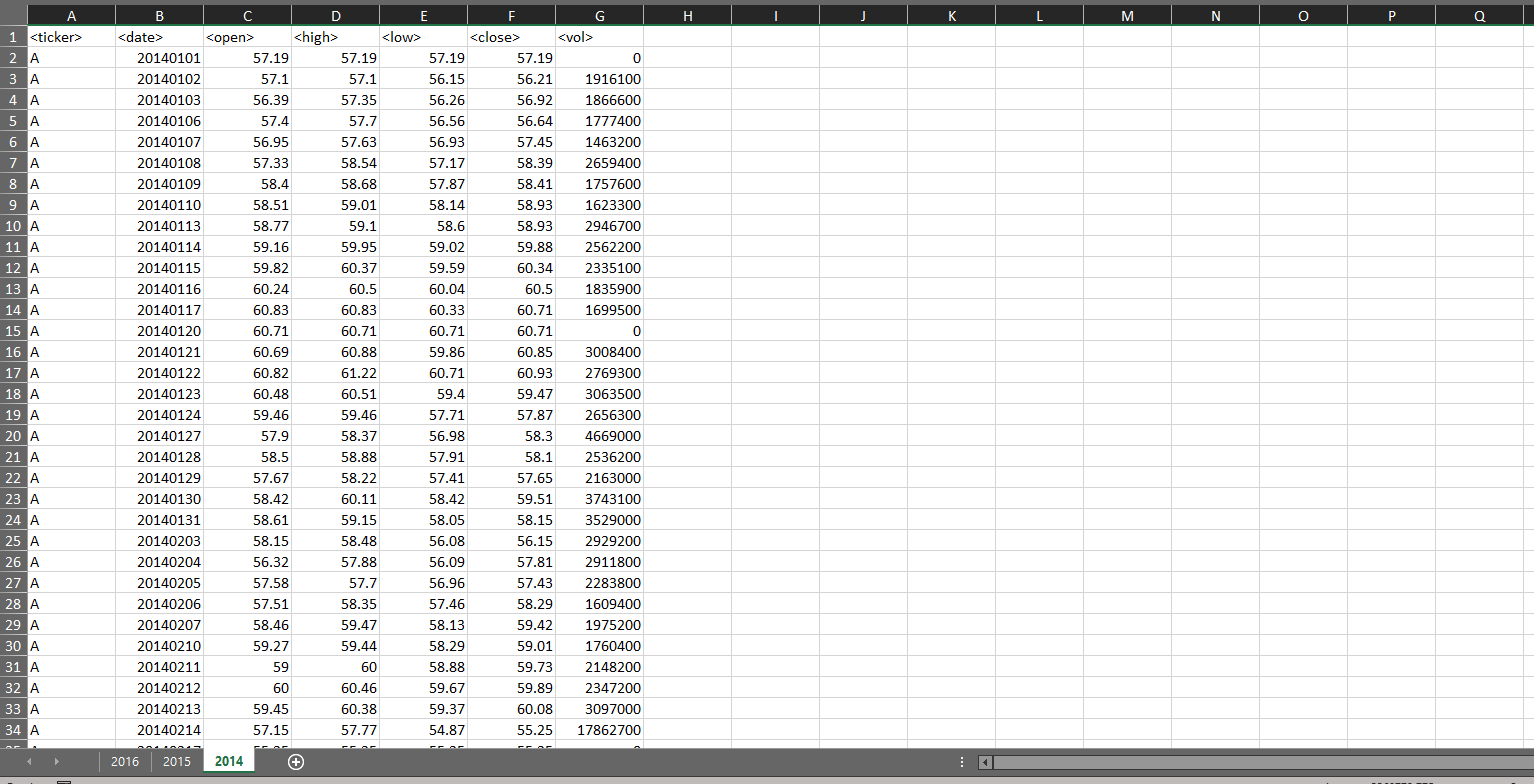 A B C D E F G H I J K L M N O P Q
1 <ticker> <date> <open> <high> <low> <close> <vol>
2 A 20140101 57.19 57.19 57.19 57.19 0
3 A 20140102 57.1 57.1 56.15 56.21 1916100
4 A 20140103 56.39 57.35 56.26 56.92 1866600
5 A 20140106 57.4 57.7 56.56 56.64 1777400
6 A 20140107 56.95 57.63 56.93 57.45 1463200
7 A 20140108 57.33 58.54 57.17 58.39 2659400
8 A 20140109 58.4 58.68 57.87 58.41 1757600
9 A 20140110 58.51 59.01 58.14 58.93 1623300
10 A 20140113 58.77 59.1 58.6 58.93 2946700
11 A 20140114 59.16 59.95 59.02 59.88 2562200
12 A 20140115 59.82 60.37 59.59 60.34 2335100
13 A 20140116 60.24 60.5 60.04 60.5 1835900
14 A 20140117 60.83 60.83 60.33 60.71 1699500
15 A 20140120 60.71 60.71 60.71 60.71 0
16 A 20140121 60.69 60.88 59.86 60.85 3008400
17 A 20140122 60.82 61.22 60.71 60.93 2769300
18 A 20140123 60.48 60.51 59.4 59.47 3063500
19 A 20140124 59.46 59.46 57.71 57.87 2656300
20 A 20140127 57.9 58.37 56.98 58.3 4669000
21 A 20140128 58.5 58.88 57.91 58.1 2536200
22 A 20140129 57.67 58.22 57.41 57.65 2163000
23 A 20140130 58.42 60.11 58.42 59.51 3743100
24 A 20140131 58.61 59.15 58.05 58.15 3529000
25 A 20140203 58.15 58.48 56.08 56.15 2929200
26 A 20140204 56.32 57.88 56.09 57.81 2911800
27 A 20140205 57.58 57.7 56.96 57.43 2283800
28 A 20140206 57.51 58.35 57.46 58.29 1609400
29 A 20140207 58.46 59.47 58.13 59.42 1975200
30 A 20140210 59.27 59.44 58.29 59.01 1760400
31 A 20140211 59 60 58.88 59.73 2148200
32 A 20140212 60 60.46 59.67 59.89 2347200
33 A 20140213 59.45 60.38 59.37 60.08 3097000
34 A 20140214 57.15 57.77 54.87 55.25 17862700
2016 2015 2014